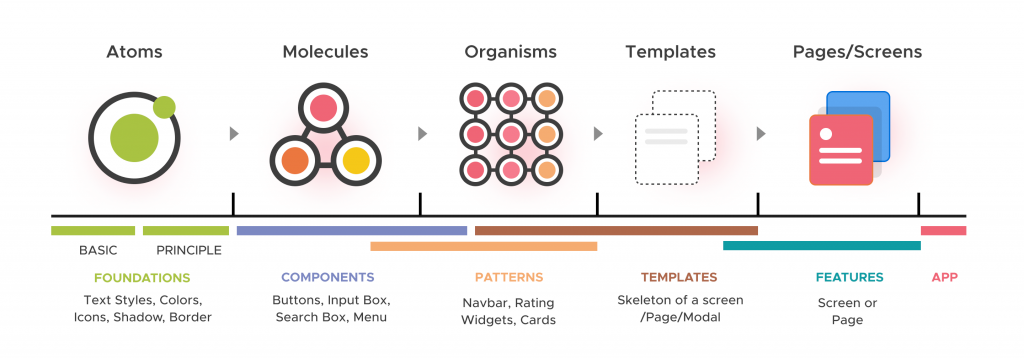 Atoms
Molecules
Organisms
Templates
Pages/Screens
BASIC
PRINCIPLE
FOUNDATIONS
COMPONENTS
PATTERNS
TEMPLATES
FEATURES
APP
Text Styles, Colors,
Icons, Shadow, Border
Buttons, Input Box,
Search Box, Menu
Navbar, Rating
Widgets, Cards
Skeleton of a screen
/Page/Modal
Screen or
Page